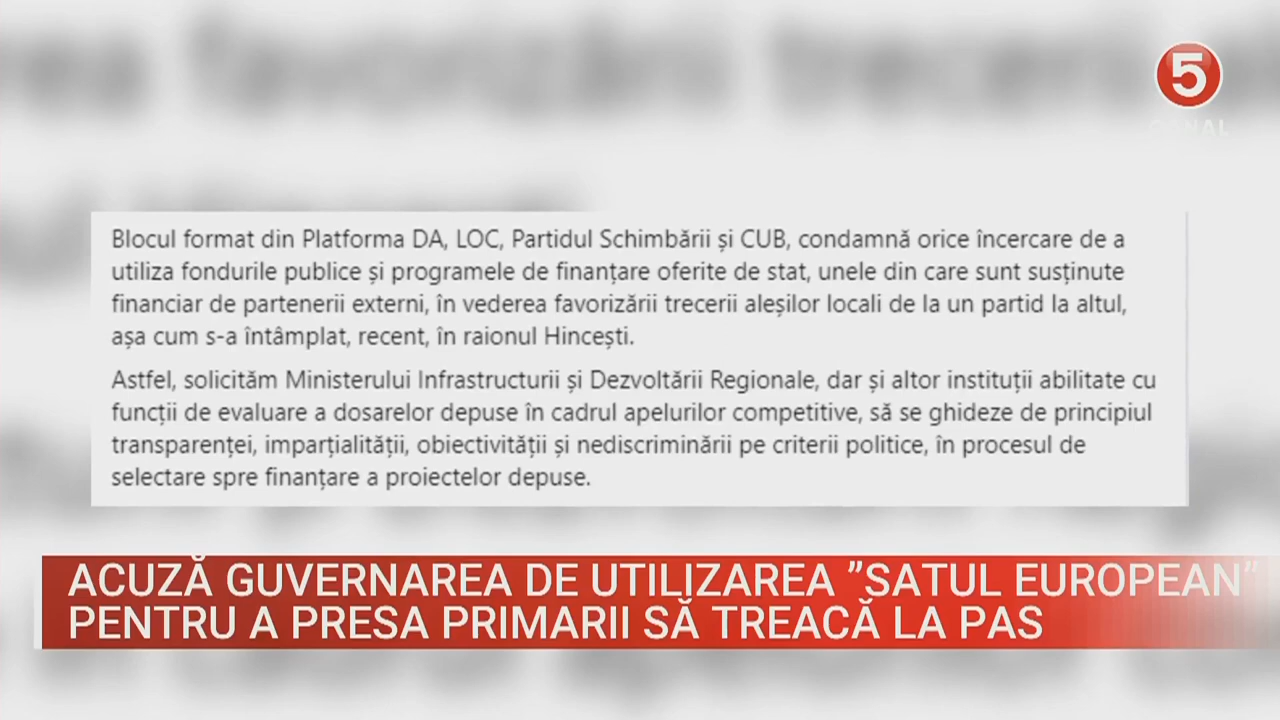 5
CANAL
Blocul format din Platforma DA, LOC, Partidul Schimbării și CUB, condamnă orice încercare de a
utiliza fondurile publice și programele de finanțare oferite de stat, unele din care sunt susținute
financiar de partenerii externi, în vederea favorizării trecerii aleșilor locali de la un partid la altul,
așa cum s-a întâmplat, recent, în raionul Hincești.
Astfel, solicităm Ministerului Infrastructurii și Dezvoltării Regionale, dar și altor instituții abilitate cu
funcții de evaluare a dosarelor depuse în cadrul apelurilor competitive, să se ghideze de principiul
transparenței, imparțialității, obiectivității și nediscriminării pe criterii politice, în procesul de
selectare spre finanțare a proiectelor depuse.
ACUZĂ GUVERNAREA DE UTILIZAREA ”SATUL EUROPEAN”
PENTRU A PRESA PRIMARII SĂ TREACĂ LA PAS